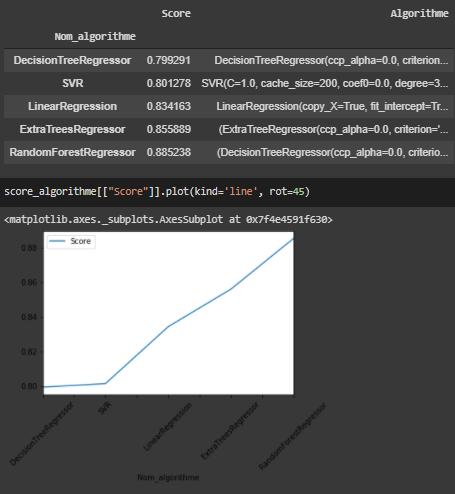 Score Algorithme
Nom_algorithme
DecisionTreeRegressor 0.799291 DecisionTreeRegressor(ccp_alpha=0.0, criterion...
SVR 0.801278 SVR(C=1.0, cache_size=200, coef0=0.0, degree=3...
LinearRegression 0.834163 LinearRegression(copy_X=True, fit_intercept=Tr...
ExtraTreesRegressor 0.855889 (ExtraTreeRegressor(ccp_alpha=0.0, criterion='...
RandomForestRegressor 0.885238 (DecisionTreeRegressor(ccp_alpha=0.0, criterio...
score_algorithme[["Score"]].plot(kind='line', rot=45)
<matplotlib.axes._subplots.AxesSubplot at 0x7f4e4591f630>
Score
0.88
0.86
0.84
0.82
0.80
DecisionTreeRegressor
SVR
LinearRegression
ExtraTreesRegressor
RandomForestRegressor
Nom_algorithme